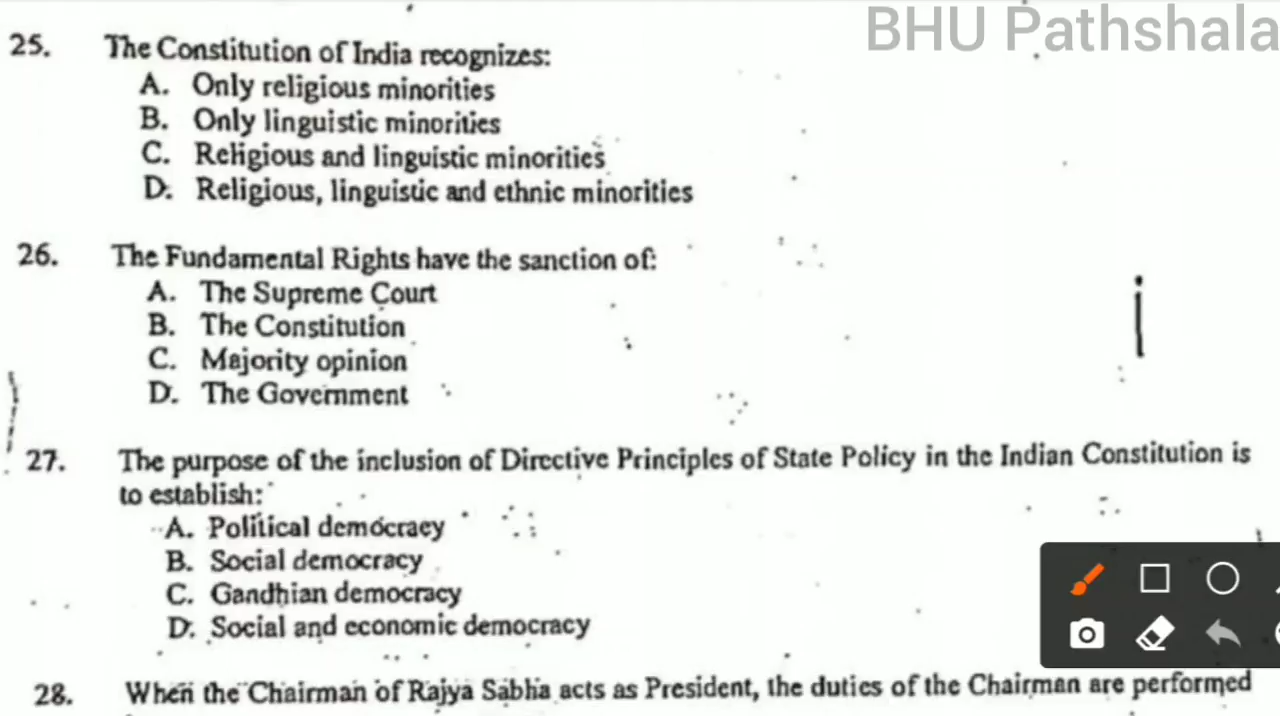 BHU Pathshala
25. The Constitution of India recognizes:
A. Only religious minorities
B. Only linguistic minorities
C. Religious and linguistic minorities
D. Religious, linguistic and ethnic minorities
26. The Fundamental Rights have the sanction of:
A. The Supreme Court
B. The Constitution
C. Majority opinion
D. The Government
27. The purpose of the inclusion of Directive Principles of State Policy in the Indian Constitution is
to establish:
A. Political democracy
B. Social democracy
C. Gandhian democracy
D. Social and economic democracy
28. When the Chairman of Rajya Sabha acts as President, the duties of the Chairman are performed